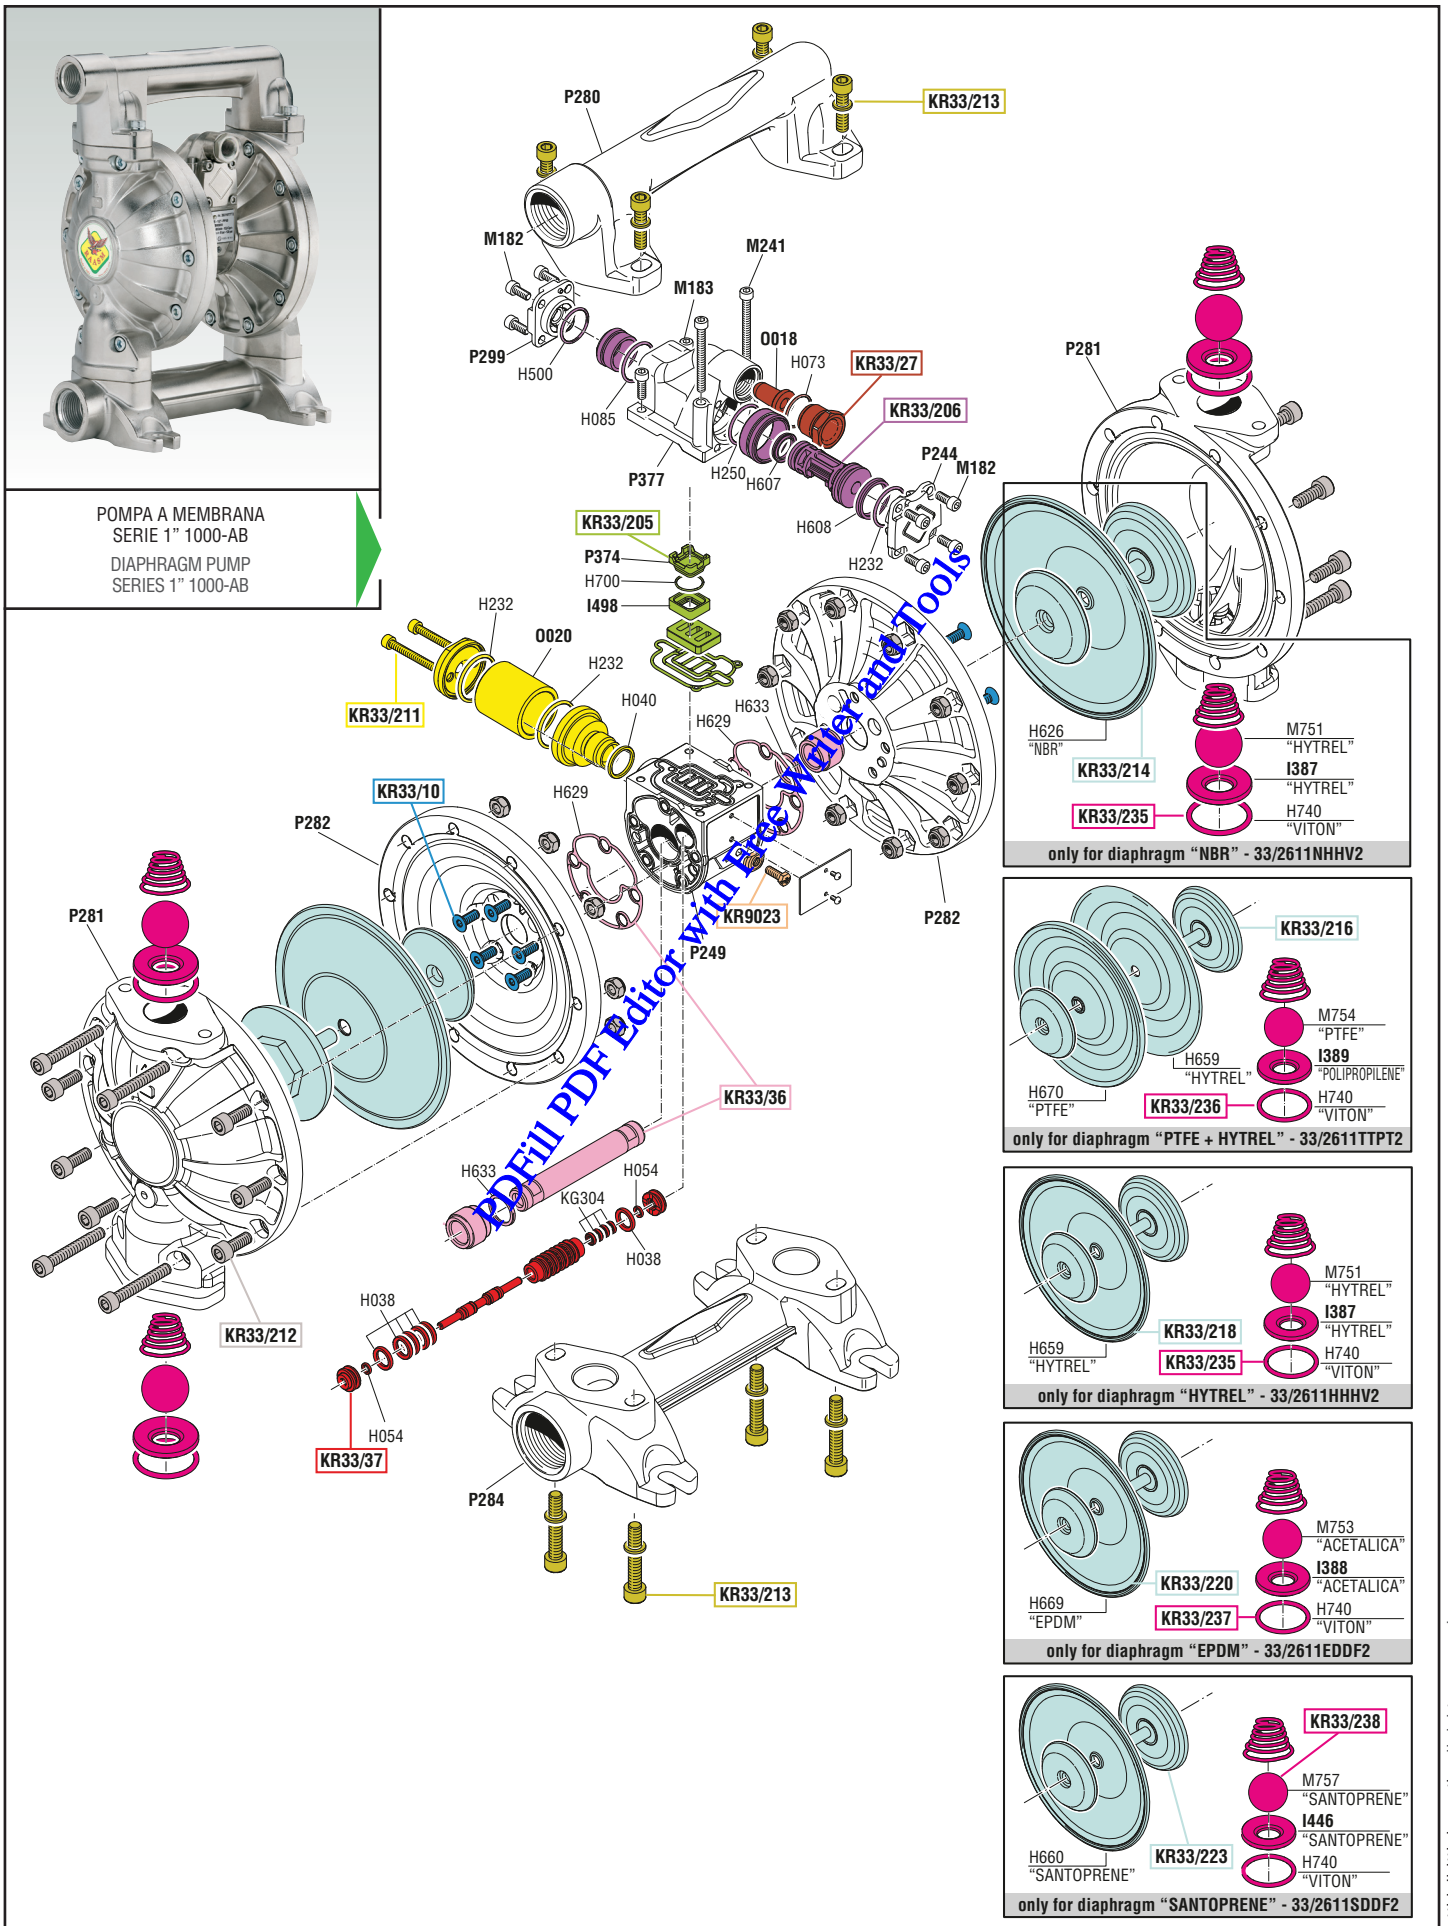 POMPA A MEMBRANA
SERIE 1” 1000-AB
DIAPHRAGM PUMP
SERIES 1” 1000-AB
P280
KR33/213
M182
M241
M183
P299
H500
O018
H073
KR33/27
H085
KR33/206
P281
P377
H250
H607
P244
M182
H608
H232
KR33/205
P374
H700
I498
H232
O020
H232
H040
KR33/211
H629
H633
H626
“NBR”
KR33/214
M751
“HYTREL”
I387
“HYTREL”
H740
“VITON”
KR33/235
only for diaphragm “NBR” - 33/2611NHHV2
KR33/10
H629
P282
P281
KR9023
P249
P282
KR33/216
M754
“PTFE”
H659
“HYTREL”
I389
“POLIPROPILENE”
H670
“PTFE”
KR33/236
H740
“VITON”
only for diaphragm “PTFE + HYTREL” - 33/2611TTPT2
KR33/36
H633
H054
KG304
H038
H038
KR33/212
H054
KR33/37
P284
KR33/213
M751
“HYTREL”
KR33/218
I387
“HYTREL”
H659
“HYTREL”
KR33/235
H740
“VITON”
only for diaphragm “HYTREL” - 33/2611HHHV2
M753
“ACETALICA”
KR33/220
I388
“ACETALICA”
H669
“EPDM”
KR33/237
H740
“VITON”
only for diaphragm “EPDM” - 33/2611EDDF2
KR33/238
M757
“SANTOPRENE”
I446
“SANTOPRENE”
KR33/223
H660
“SANTOPRENE”
H740
“VITON”
only for diaphragm “SANTOPRENE” - 33/2611SDDF2
PDFill PDF Editor with Free Writer and Tools